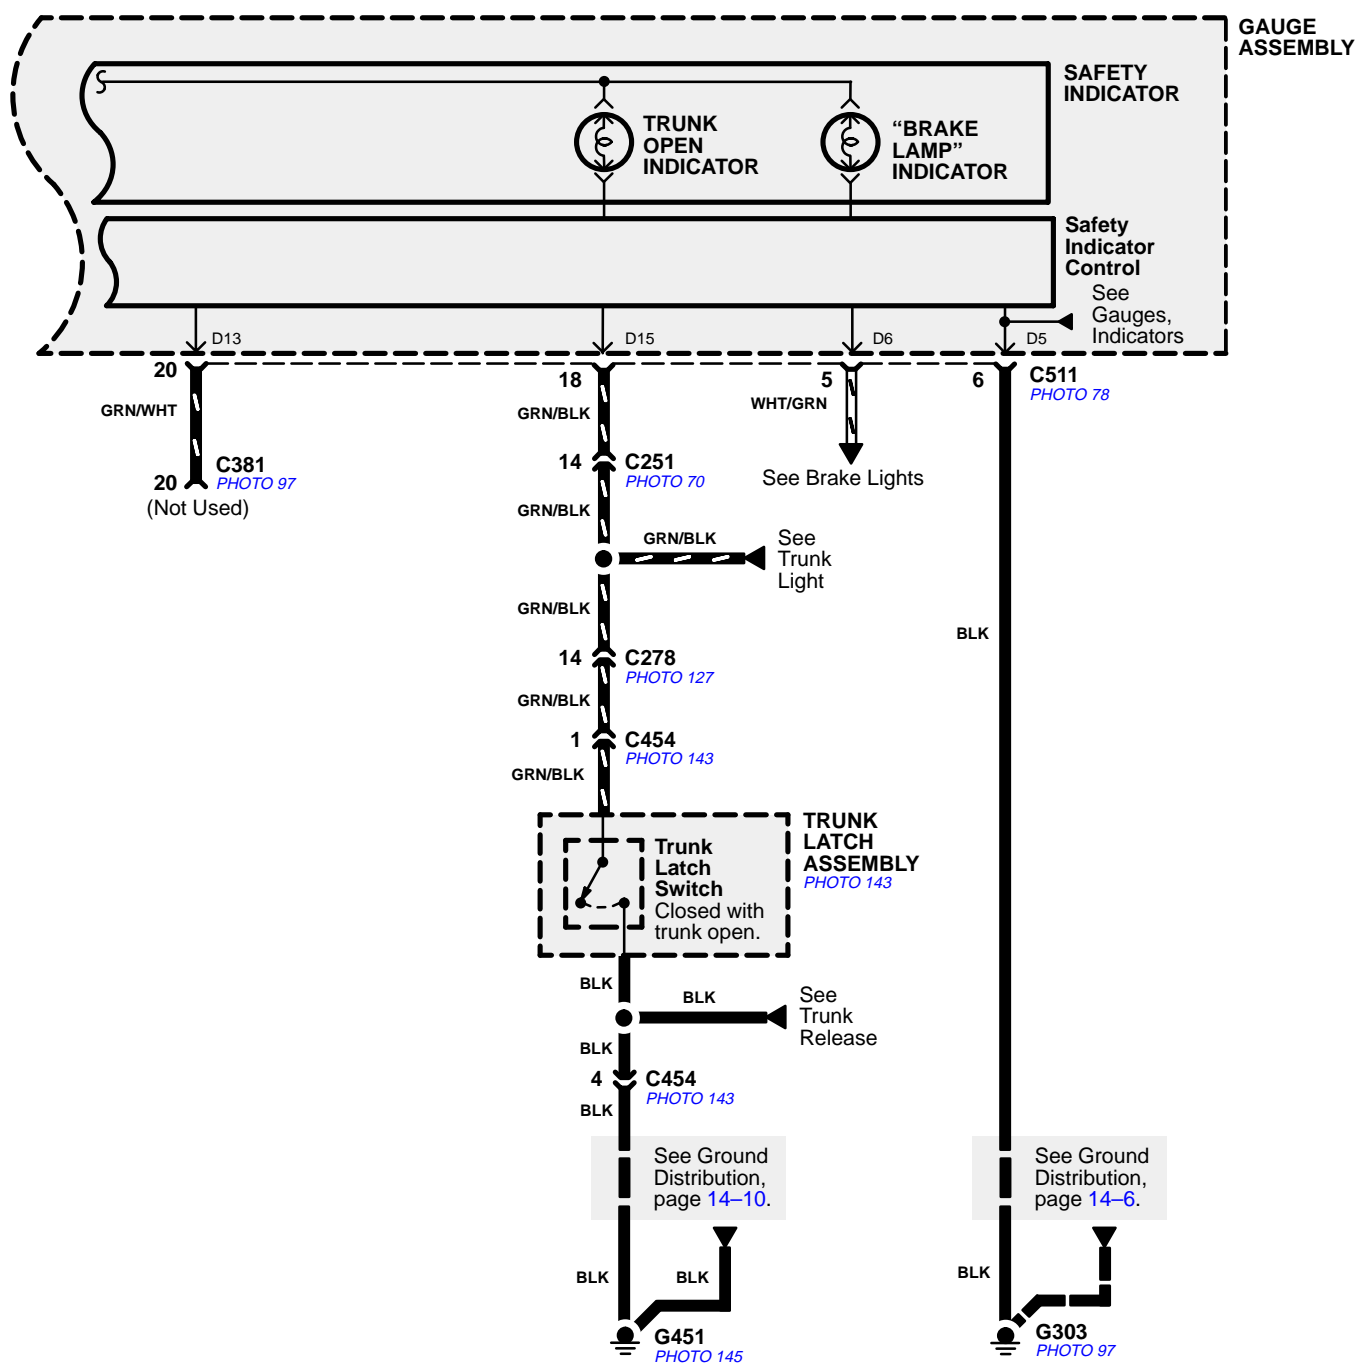 GAUGE
ASSEMBLY
SAFETY
INDICATOR
TRUNK
OPEN
INDICATOR
“BRAKE
LAMP”
INDICATOR
Safety
Indicator
Control
See
Gauges,
Indicators
D13
D15
D6
D5
20
18
5
6
C511
PHOTO 78
GRN/WHT
GRN/BLK
WHT/GRN
C381
PHOTO 97
20
(Not Used)
14
C251
PHOTO 70
See Brake Lights
GRN/BLK
GRN/BLK
See
Trunk
Light
GRN/BLK
BLK
14
C278
PHOTO 127
GRN/BLK
1
C454
PHOTO 143
GRN/BLK
TRUNK
LATCH
ASSEMBLY
PHOTO 143
Trunk
Latch
Switch
Closed with
trunk open.
BLK
BLK
See
Trunk
Release
BLK
4
C454
PHOTO 143
BLK
See Ground
Distribution,
page 14–10.
See Ground
Distribution,
page 14–6.
BLK
BLK
BLK
G451
PHOTO 145
G303
PHOTO 97